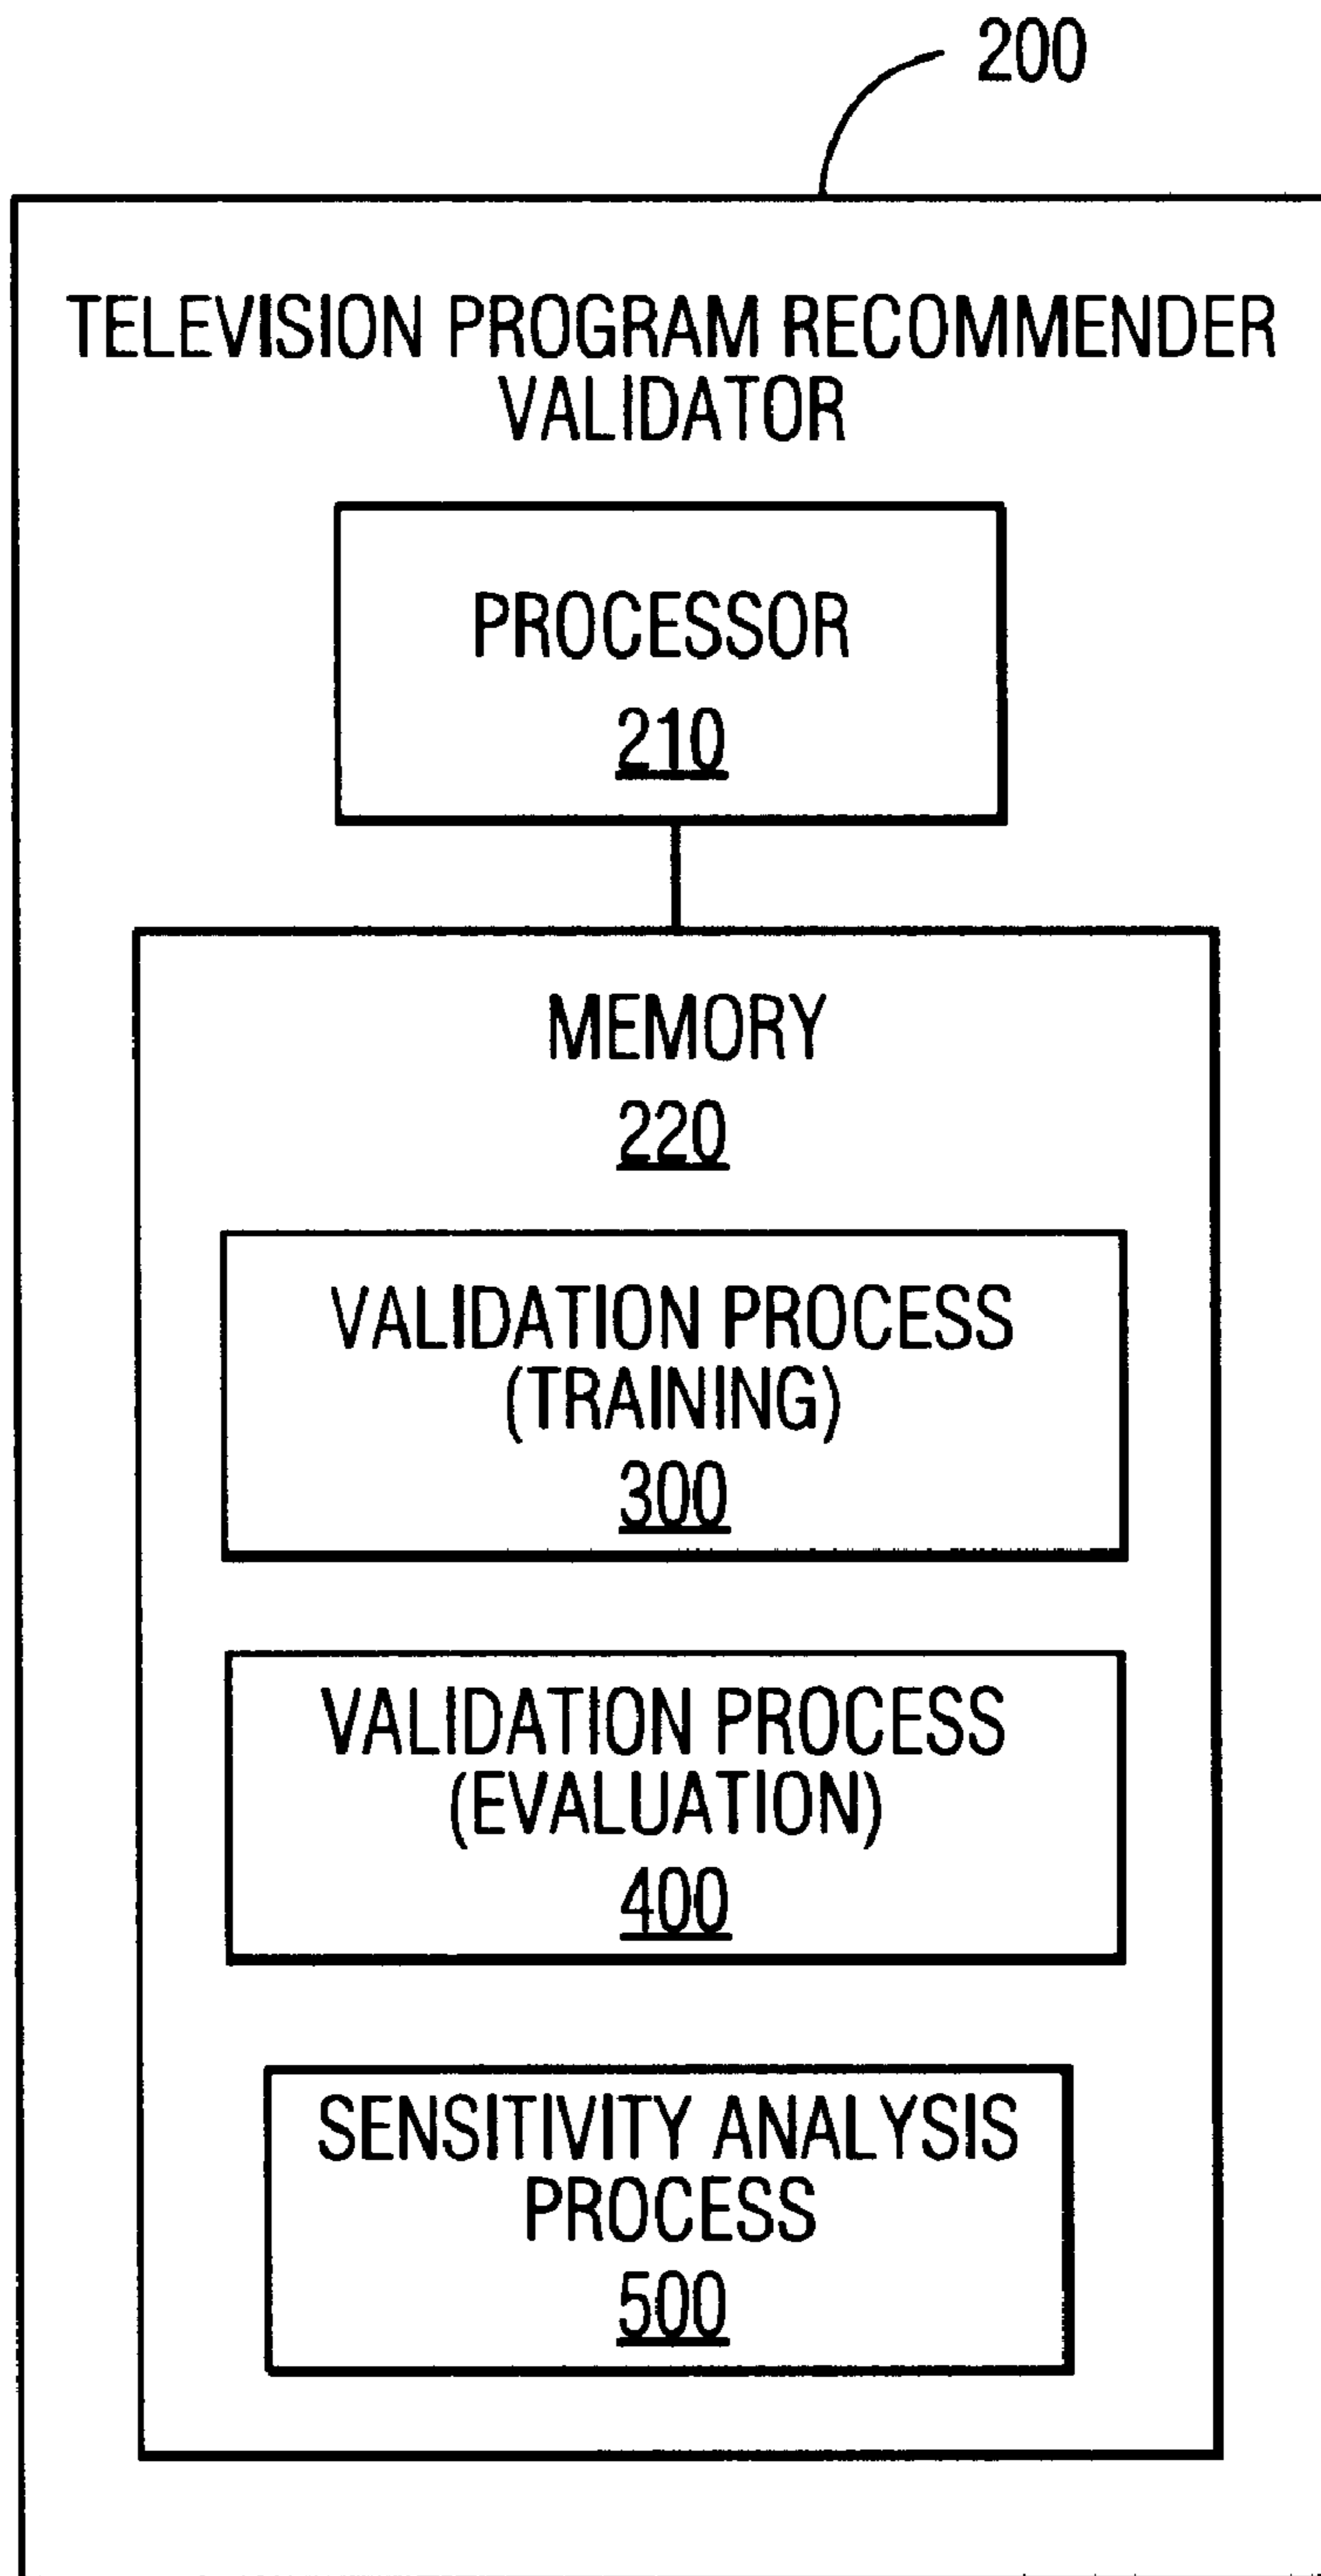 200
TELEVISION PROGRAM RECOMMENDER
VALIDATOR
PROCESSOR
210
MEMORY
220
VALIDATION PROCESS
(TRAINING)
300
VALIDATION PROCESS
(EVALUATION)
400
SENSITIVITY ANALYSIS
PROCESS
500